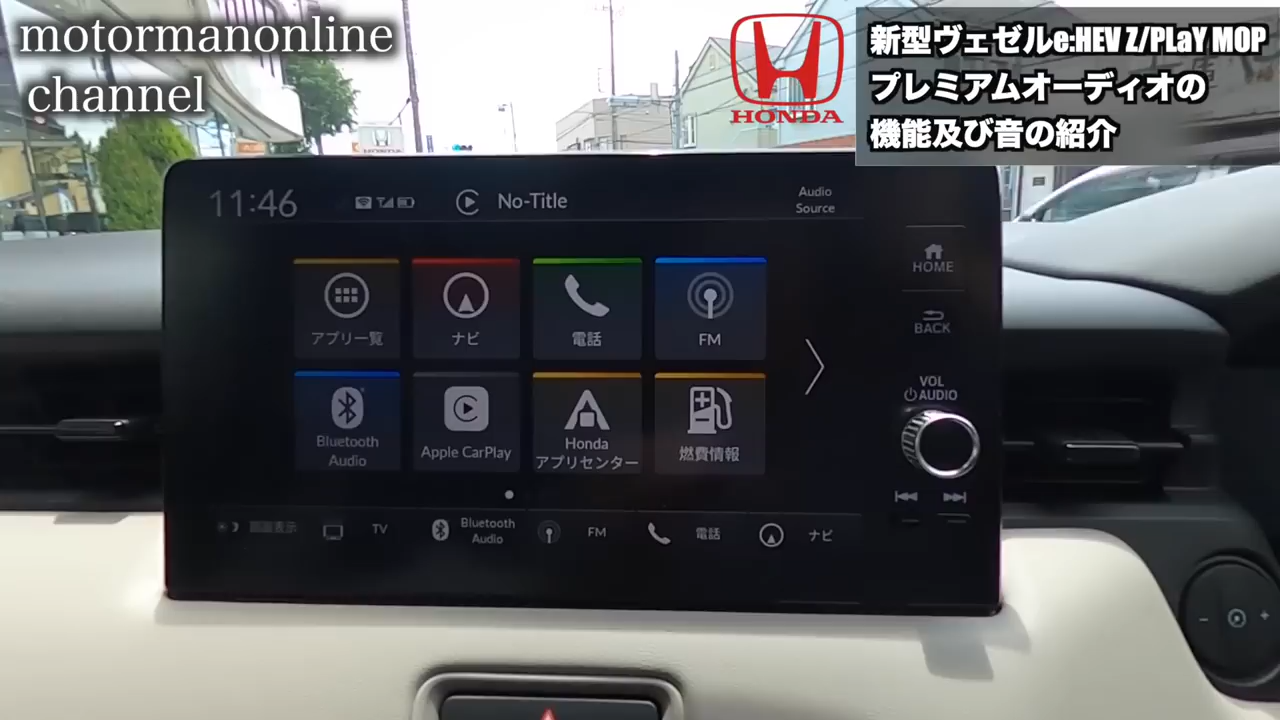 motormanonline
channel
HONDA
新型ヴェゼルe:HEV Z/PLaY MOP
プレミアムオーディオの
機能及び音の紹介
11:46
No-Title
Audio
Source
アプリ一覧
ナビ
電話
FM
Bluetooth
Audio
Apple CarPlay
Honda
アプリセンター
燃費情報
画面表示
TV
Bluetooth
Audio
FM
電話
ナビ
HOME
BACK
VOL
AUDIO